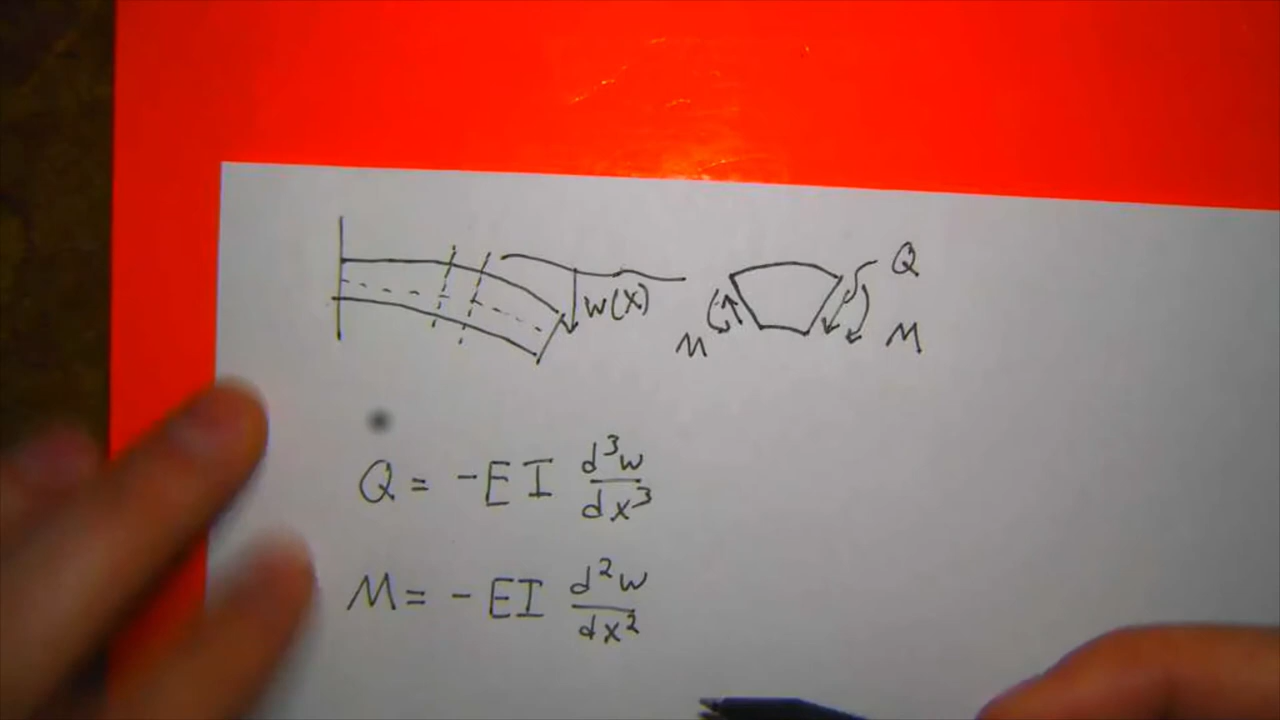 w(x)
Q
M
M
Q = -EI d³w/dx³
M = -EI d²w/dx²